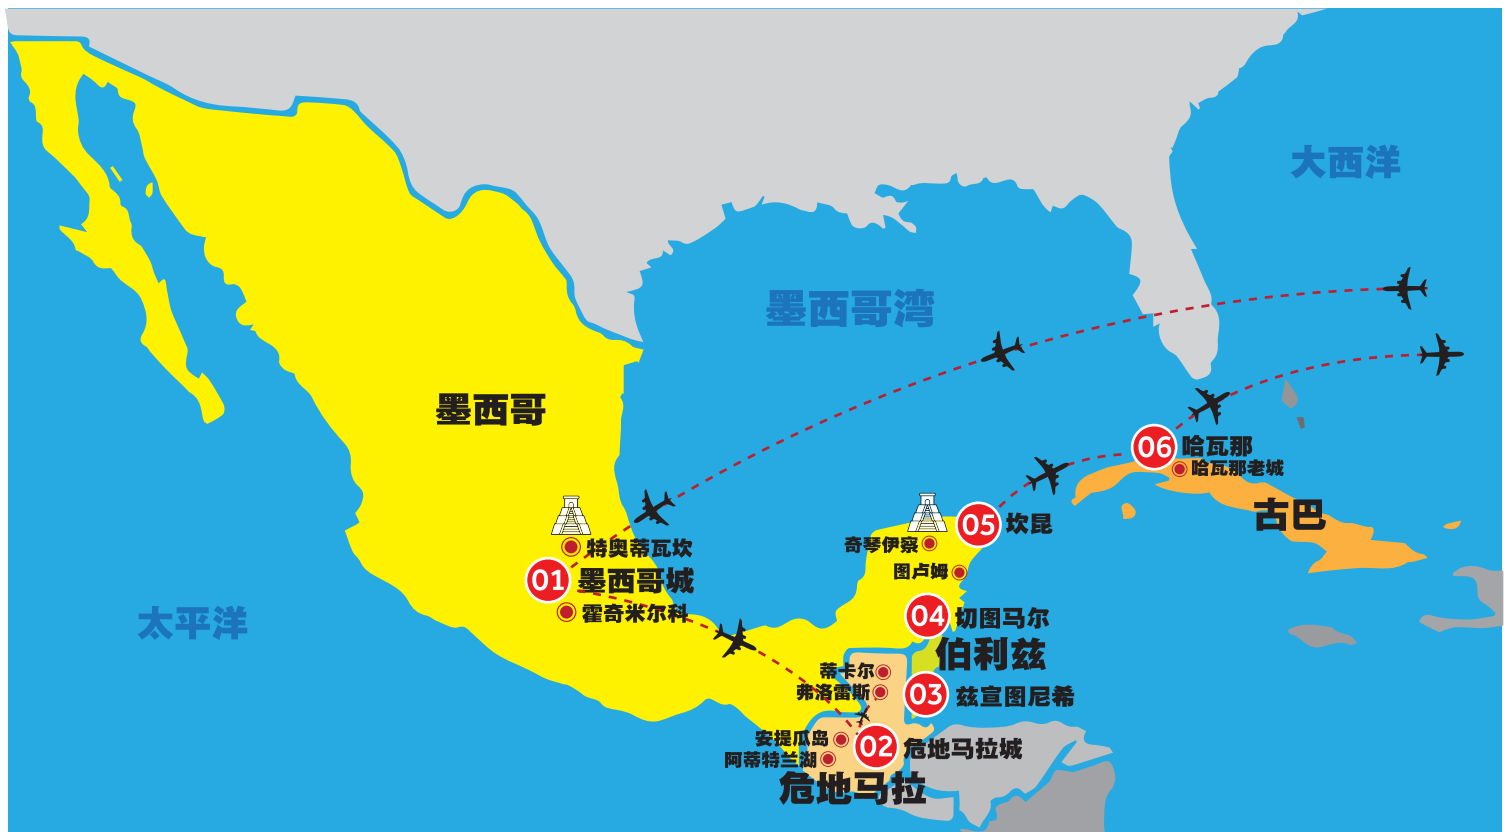 大西洋
墨西哥湾
墨西哥
06
哈瓦那
哈瓦那老城
古巴
05
坎昆
奇琴伊察
图卢姆
特奥蒂瓦坎
01
墨西哥城
霍奇米尔科
太平洋
04
切图马尔
伯利兹
蒂卡尔
弗洛雷斯
03
兹宣图尼希
安提瓜岛
阿蒂特兰湖
02
危地马拉城
危地马拉